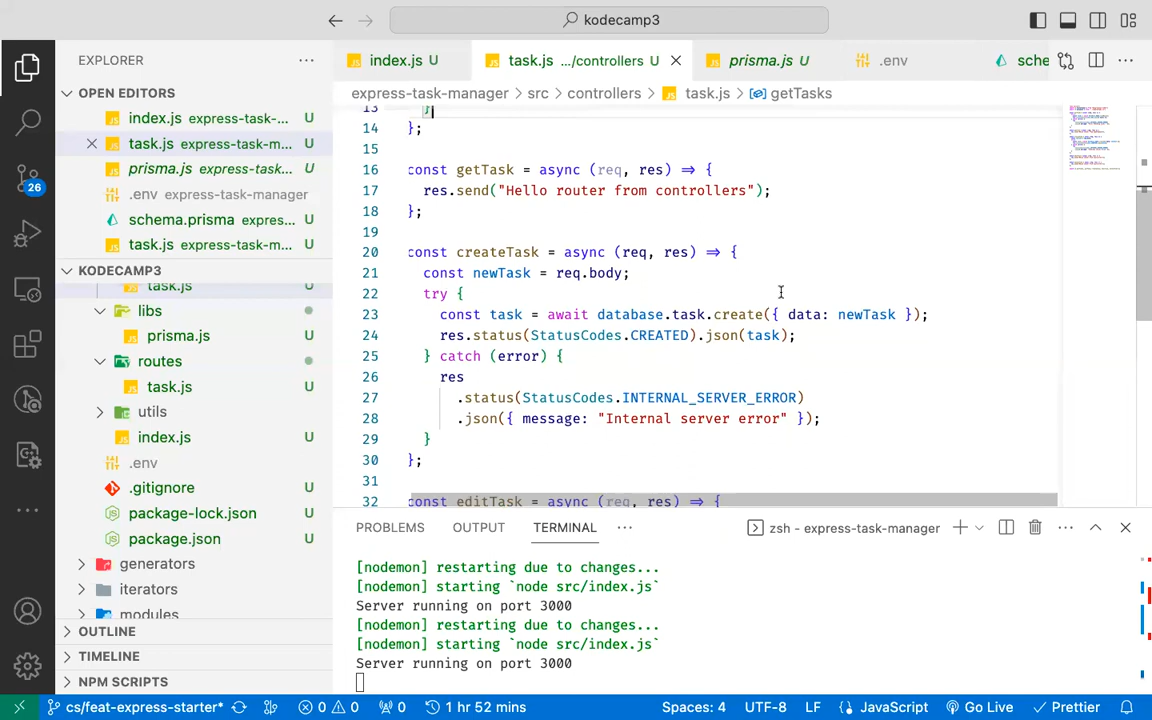 kodecamp3
EXPLORER
index.js U
task.js .../controllers U
prisma.js U
.env
sche
OPEN EDITORS
express-task-manager > src > controllers > task.js > getTasks
index.js express-task-... U
task.js express-task-m... U
prisma.js express-task... U
.env express-task-manager
schema.prisma expres... U
task.js express-task-m... U
KODECAMP3
task.js U
libs
prisma.js U
routes
task.js U
utils
index.js U
.env
.gitignore U
package-lock.json U
package.json U
generators
iterators
modules
OUTLINE
TIMELINE
NPM SCRIPTS
26
13 }
14 };
15
16 const getTask = async (req, res) => {
17 res.send("Hello router from controllers");
18 };
19
20 const createTask = async (req, res) => {
21 const newTask = req.body;
22 try {
23 const task = await database.task.create({ data: newTask });
24 res.status(StatusCodes.CREATED).json(task);
25 } catch (error) {
26 res
27 .status(StatusCodes.INTERNAL_SERVER_ERROR)
28 .json({ message: "Internal server error" });
29 }
30 };
31
32 const editTask = async (req, res) => {
PROBLEMS OUTPUT TERMINAL ... zsh - express-task-manager
[nodemon] restarting due to changes...
[nodemon] starting `node src/index.js`
Server running on port 3000
[nodemon] restarting due to changes...
[nodemon] starting `node src/index.js`
Server running on port 3000
cs/feat-express-starter* 0 0 0 1 hr 52 mins Spaces: 4 UTF-8 LF JavaScript Go Live Prettier